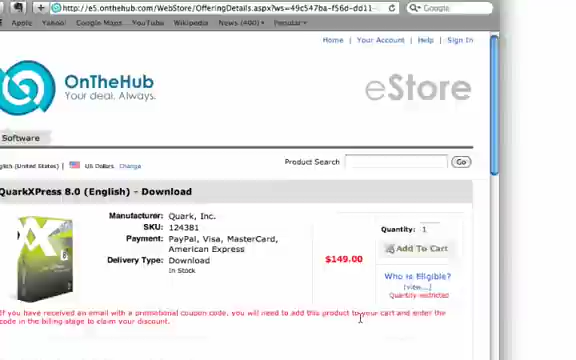 http://e5.onthehub.com/WebStore/OfferingDetails.aspx?ws=49c547ba-f56d-dd11-
Google
Apple Yahoo! Google Maps YouTube Wikipedia News (400) Popular
Home | Your Account | Help | Sign In
OnTheHub
Your deal. Always.
eStore
Software
glish (United States) | US Dollars. Change
Product Search Go
QuarkXPress 8.0 (English) – Download
Manufacturer: Quark, Inc.
SKU: 124381
Payment: PayPal, Visa, MasterCard, American Express
Delivery Type: Download
In Stock
$149.00
Quantity: 1
Add To Cart
Who is Eligible?
[view...]
Quantity-restricted
If you have received an email with a promotional coupon code, you will need to add this product to your cart and enter the
code in the billing stage to claim your discount.